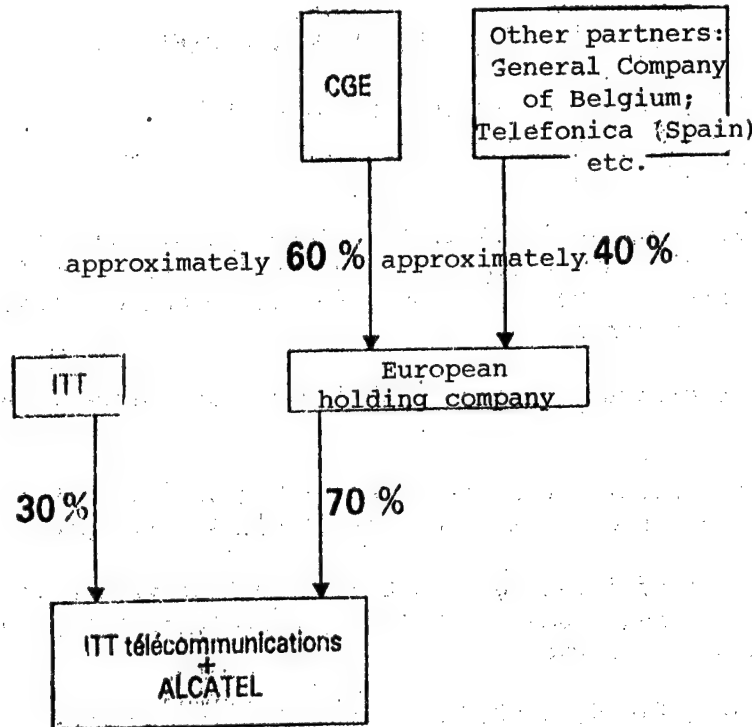 CGE
Other partners:
General Company
of Belgium;
Telefonica (Spain)
etc.
approximately 60 %
approximately 40 %
ITT
European
holding company
30 %
70 %
ITT télécommunications
+
ALCATEL